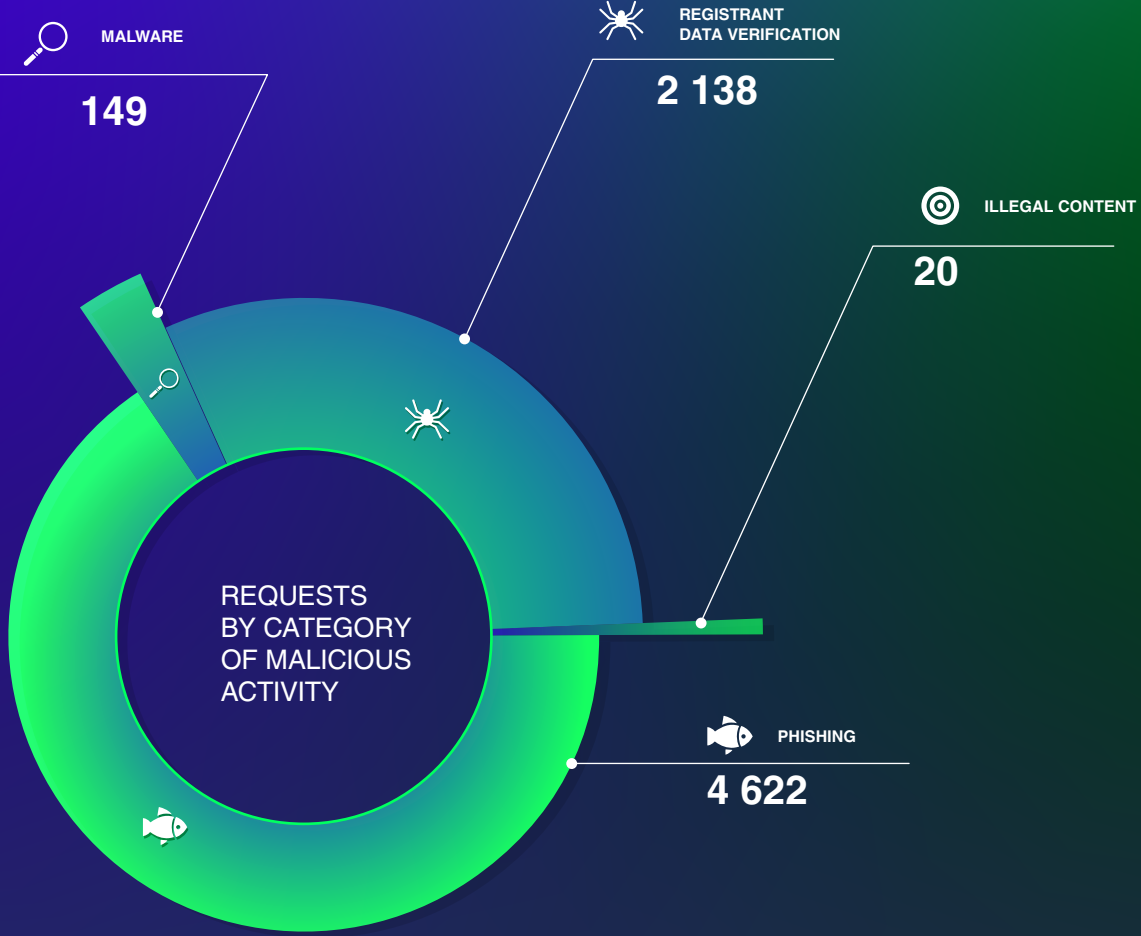 MALWARE
149
REGISTRANT
DATA VERIFICATION
2 138
ILLEGAL CONTENT
20
REQUESTS
BY CATEGORY
OF MALICIOUS
ACTIVITY
PHISHING
4 622